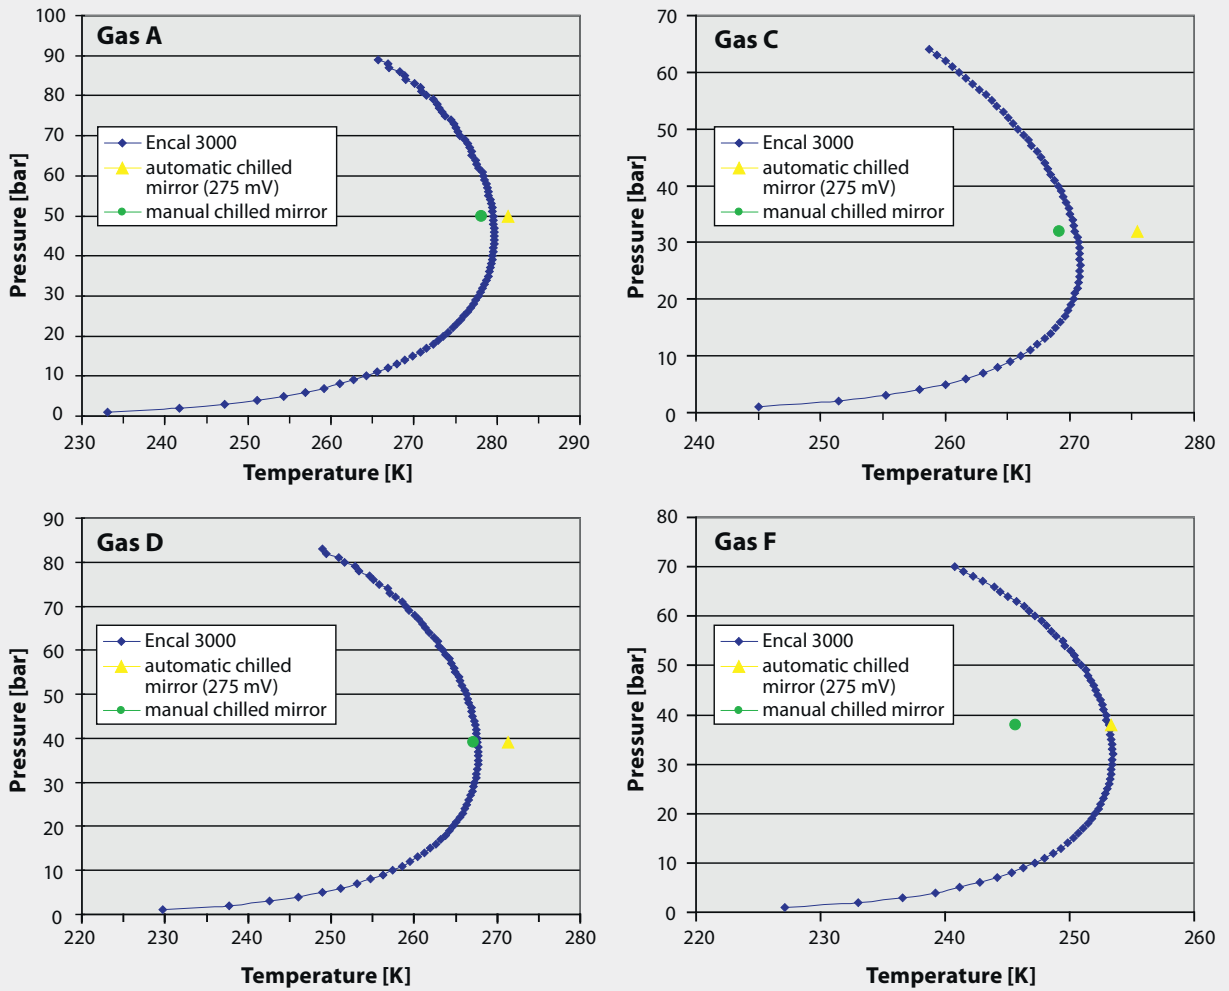 Gas A
Pressure [bar]
100
90
80
70
60
50
40
30
20
10
0
Encal 3000
automatic chilled
mirror (275 mV)
manual chilled mirror
230 240 250 260 270 280 290
Temperature [K]
Gas C
Pressure [bar]
70
60
50
40
30
20
10
0
Encal 3000
automatic chilled
mirror (275 mV)
manual chilled mirror
240 250 260 270 280
Temperature [K]
Gas D
Pressure [bar]
90
80
70
60
50
40
30
20
10
0
Encal 3000
automatic chilled
mirror (275 mV)
manual chilled mirror
220 230 240 250 260 270 280
Temperature [K]
Gas F
Pressure [bar]
80
70
60
50
40
30
20
10
0
Encal 3000
automatic chilled
mirror (275 mV)
manual chilled mirror
220 230 240 250 260
Temperature [K]